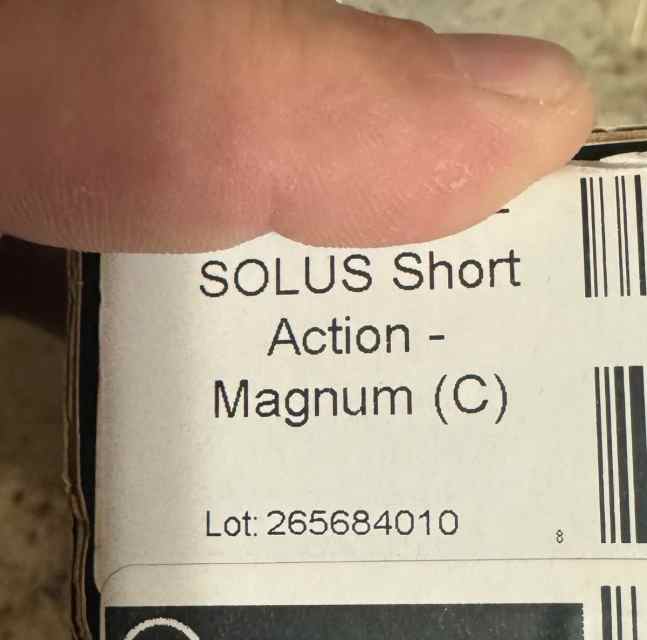 SOLUS Short
Action -
Magnum (C)
Lot: 265684010
8